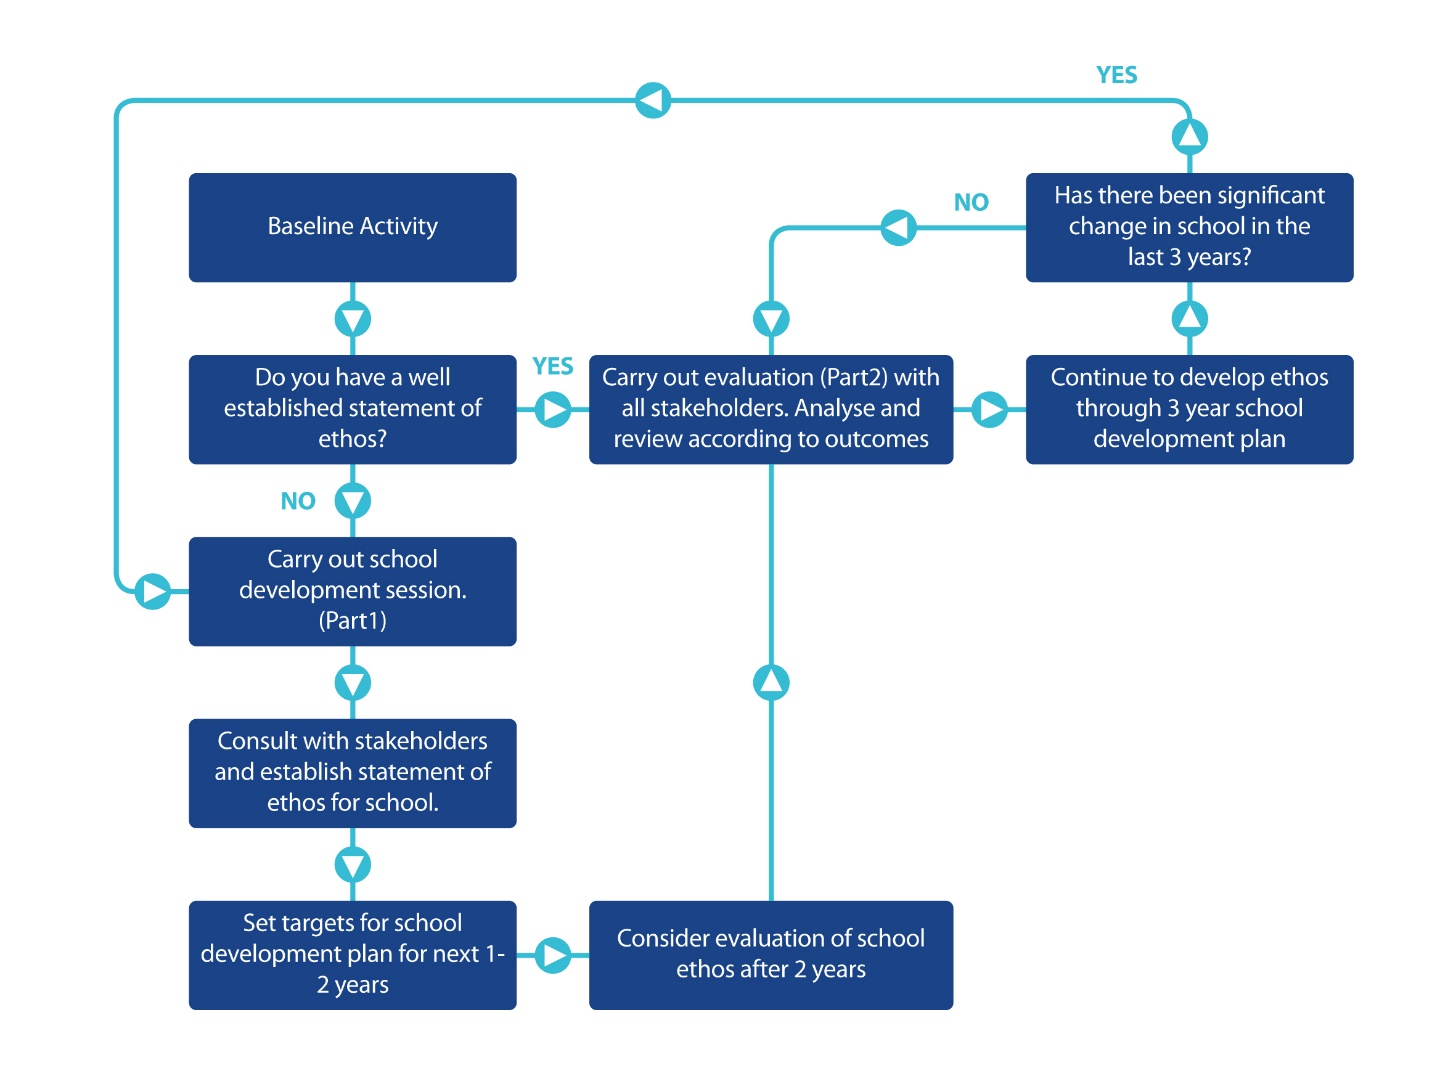 YES
Baseline Activity
NO
Has there been significant
change in school in the
last 3 years?
Do you have a well
established statement of
ethos?
YES
Carry out evaluation (Part2) with
all stakeholders. Analyse and
review according to outcomes
Continue to develop ethos
through 3 year school
development plan
NO
Carry out school
development session.
(Part1)
Consult with stakeholders
and establish statement of
ethos for school.
Set targets for school
development plan for next 1-
2 years
Consider evaluation of school
ethos after 2 years